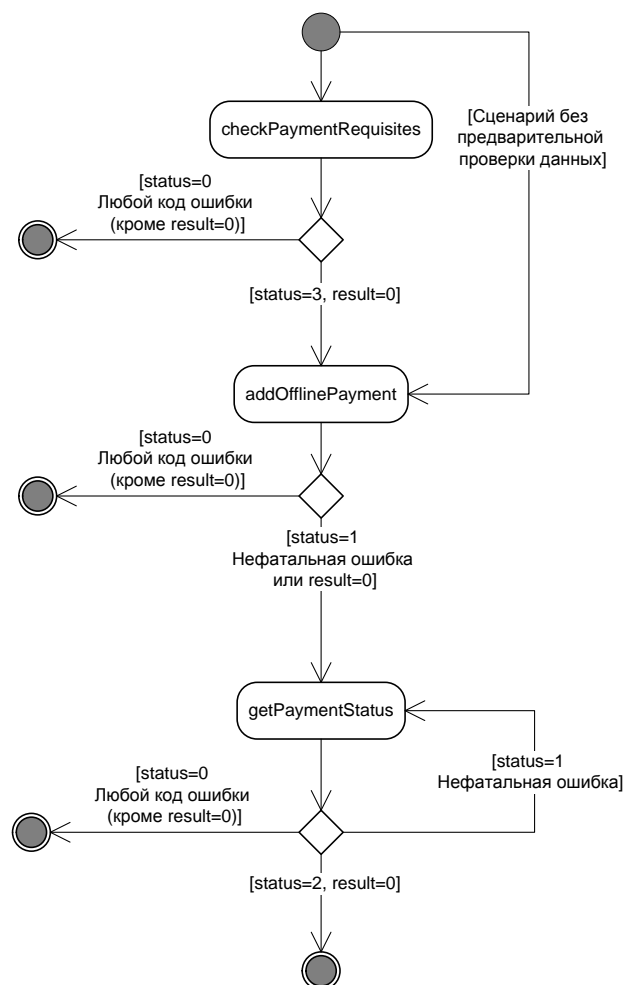 checkPaymentRequisites
[Сценарий без
предварительной
проверки данных]
[status=0
Любой код ошибки
(кроме result=0)]
[status=3, result=0]
addOfflinePayment
[status=0
Любой код ошибки
(кроме result=0)]
[status=1
Нефатальная ошибка
или result=0]
getPaymentStatus
[status=0
Любой код ошибки
(кроме result=0)]
[status=1
Нефатальная ошибка]
[status=2, result=0]